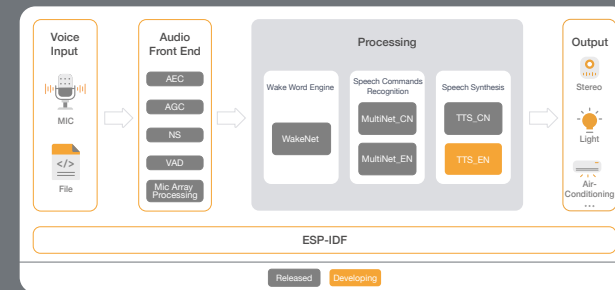 Voice
Input
MIC
</>
File
Audio
Front End
AEC
AGC
NS
VAD
Mic Array
Processing
Processing
Wake Word Engine
WakeNet
Speech Commands
Recognition
MultiNet_CN
MultiNet_EN
Speech Synthesis
TTS_CN
TTS_EN
Output
Stereo
Light
Air-
Conditioning
...
ESP-IDF
Released
Developing